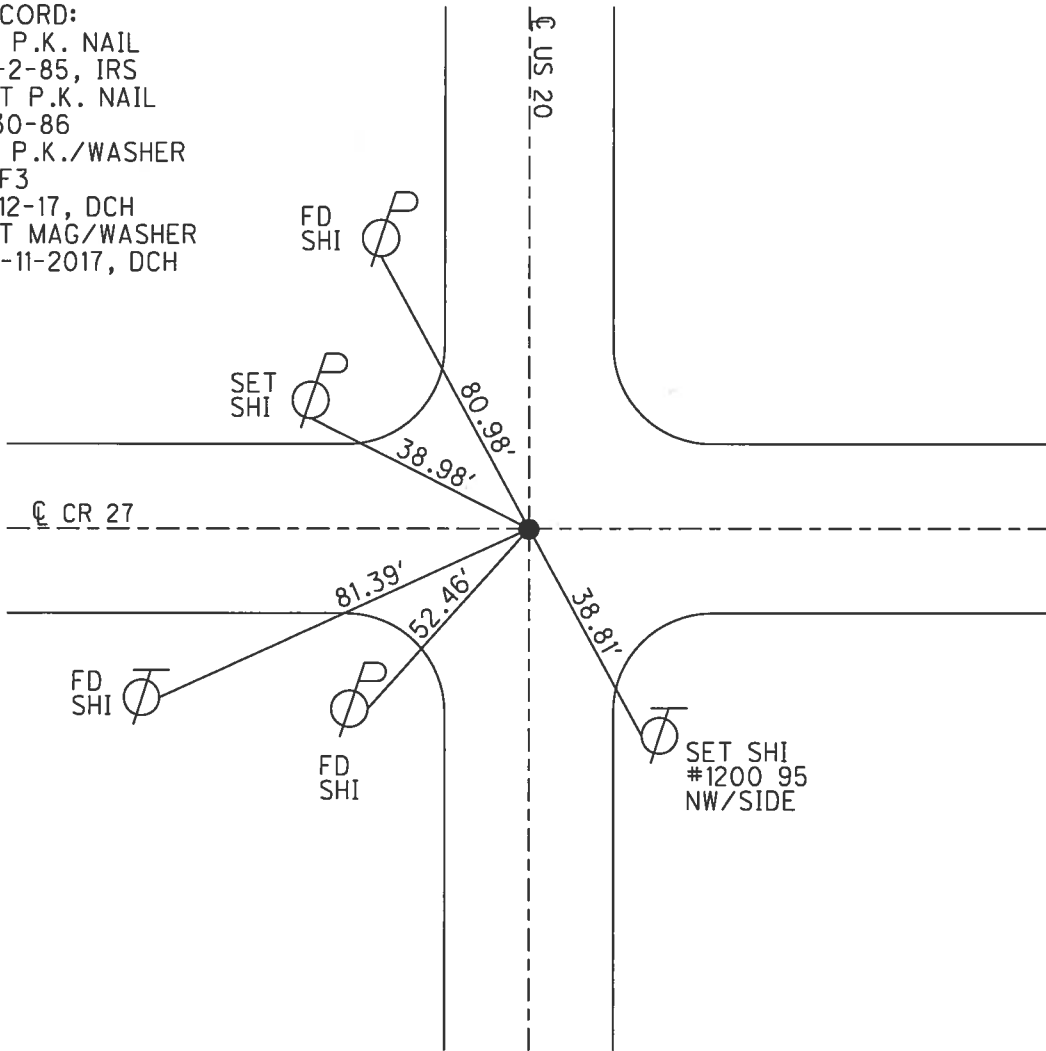 CORD:
P.K. NAIL
-2-85, IRS
T P.K. NAIL
30-86
P.K./WASHER
F3
12-17, DCH
T MAG/WASHER
-11-2017, DCH
℄ US 20
FD
SHI
SET
SHI
80.98'
38.98'
℄ CR 27
81.39'
52.46'
38.81'
FD
SHI
FD
SHI
SET SHI
#1200 95
NW/SIDE